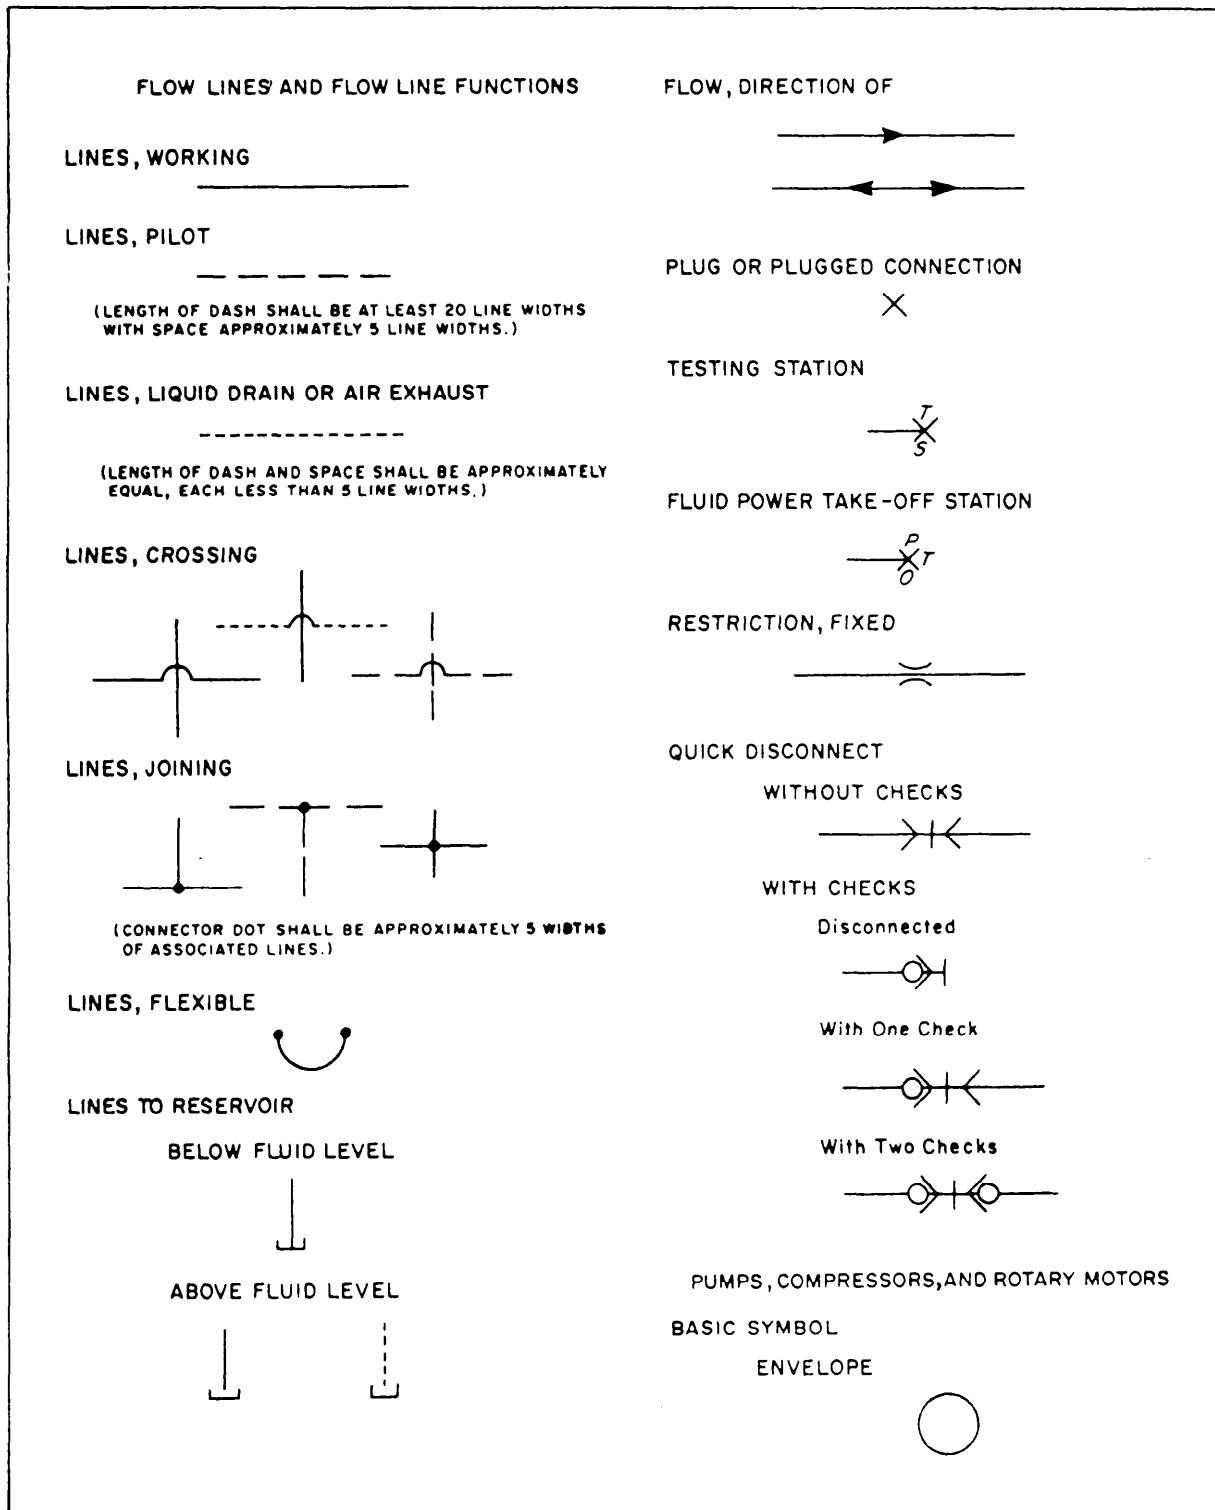 FLOW LINES AND FLOW LINE FUNCTIONS
LINES, WORKING
LINES, PILOT
(LENGTH OF DASH SHALL BE AT LEAST 20 LINE WIDTHS
WITH SPACE APPROXIMATELY 5 LINE WIDTHS.)
LINES, LIQUID DRAIN OR AIR EXHAUST
(LENGTH OF DASH AND SPACE SHALL BE APPROXIMATELY
EQUAL, EACH LESS THAN 5 LINE WIDTHS.)
LINES, CROSSING
LINES, JOINING
(CONNECTOR DOT SHALL BE APPROXIMATELY 5 WIDTHS
OF ASSOCIATED LINES.)
LINES, FLEXIBLE
LINES TO RESERVOIR
BELOW FLUID LEVEL
ABOVE FLUID LEVEL
FLOW, DIRECTION OF
PLUG OR PLUGGED CONNECTION
TESTING STATION
T
S
FLUID POWER TAKE-OFF STATION
P
T
O
RESTRICTION, FIXED
QUICK DISCONNECT
WITHOUT CHECKS
WITH CHECKS
Disconnected
With One Check
With Two Checks
PUMPS, COMPRESSORS, AND ROTARY MOTORS
BASIC SYMBOL
ENVELOPE